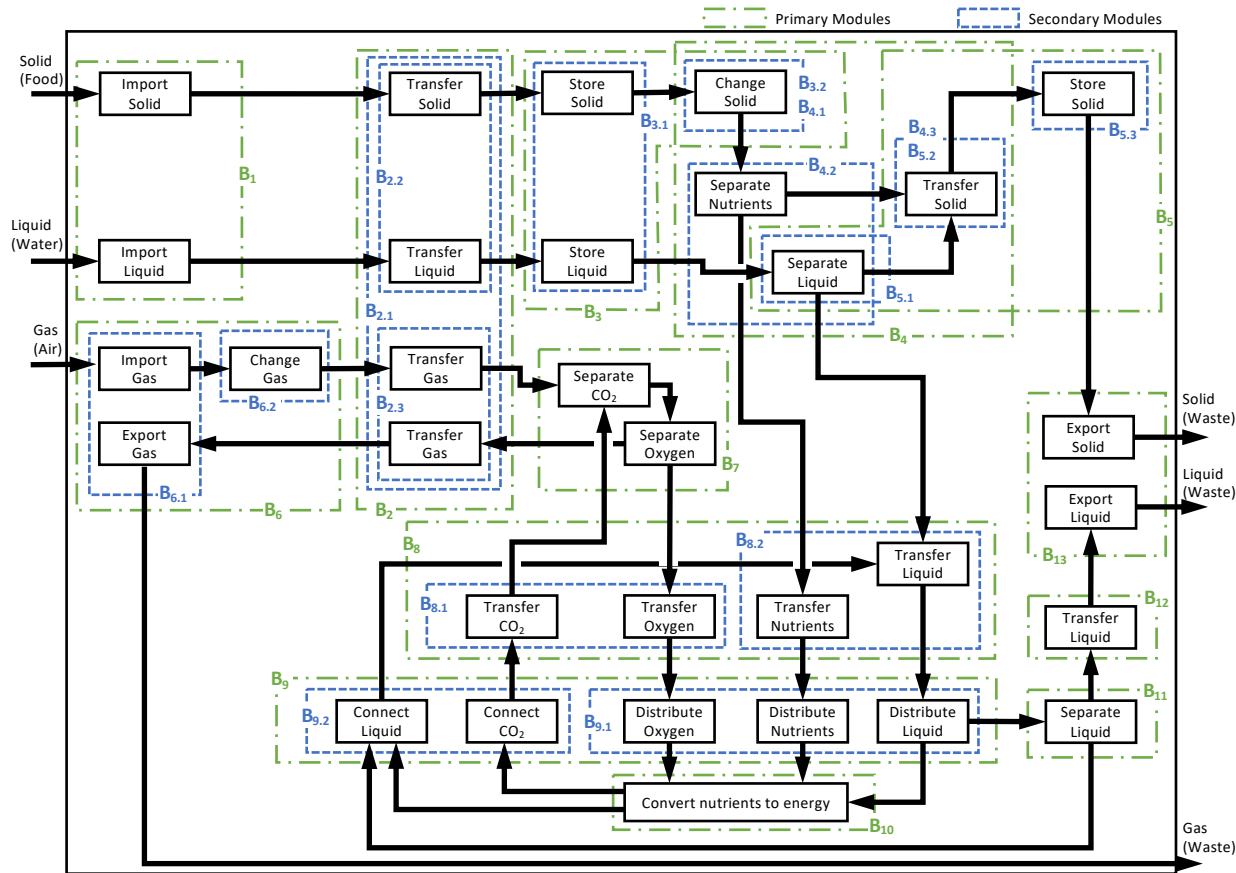 Primary Modules
Secondary Modules
Solid
(Food)
Import
Solid
Transfer
Solid
Store
Solid
Change
Solid
B3.2
B4.1
Store
Solid
B3.1
B4.3
B5.3
B5.2
B1
B2.2
B4.2
Separate
Nutrients
Transfer
Solid
B5
Liquid
(Water)
Import
Liquid
Transfer
Liquid
Store
Liquid
Separate
Liquid
B5.1
B2.1
B3
B4
Gas
(Air)
Import
Gas
Change
Gas
B6.2
Transfer
Gas
B2.3
Separate
CO2
Export
Gas
Transfer
Gas
Separate
Oxygen
B7
B6.1
B6
B2
Export
Solid
Solid
(Waste)
Export
Liquid
Liquid
(Waste)
B13
B8
B8.2
Transfer
Liquid
B8.1
Transfer
CO2
Transfer
Oxygen
Transfer
Nutrients
Transfer
Liquid
B12
B9
B9.2
Connect
Liquid
Connect
CO2
B9.1
Distribute
Oxygen
Distribute
Nutrients
Distribute
Liquid
Separate
Liquid
B11
Convert nutrients to energy
B10
Gas
(Waste)